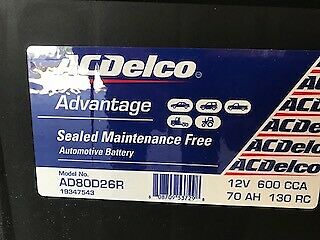 ACDelco
Advantage
Sealed Maintenance Free
Automotive Battery
Model No.
AD80D26R
19347543
12V 600 CCA
70 AH 130 RC
ACDelco
ACDelco
ACDelco
ACDelco